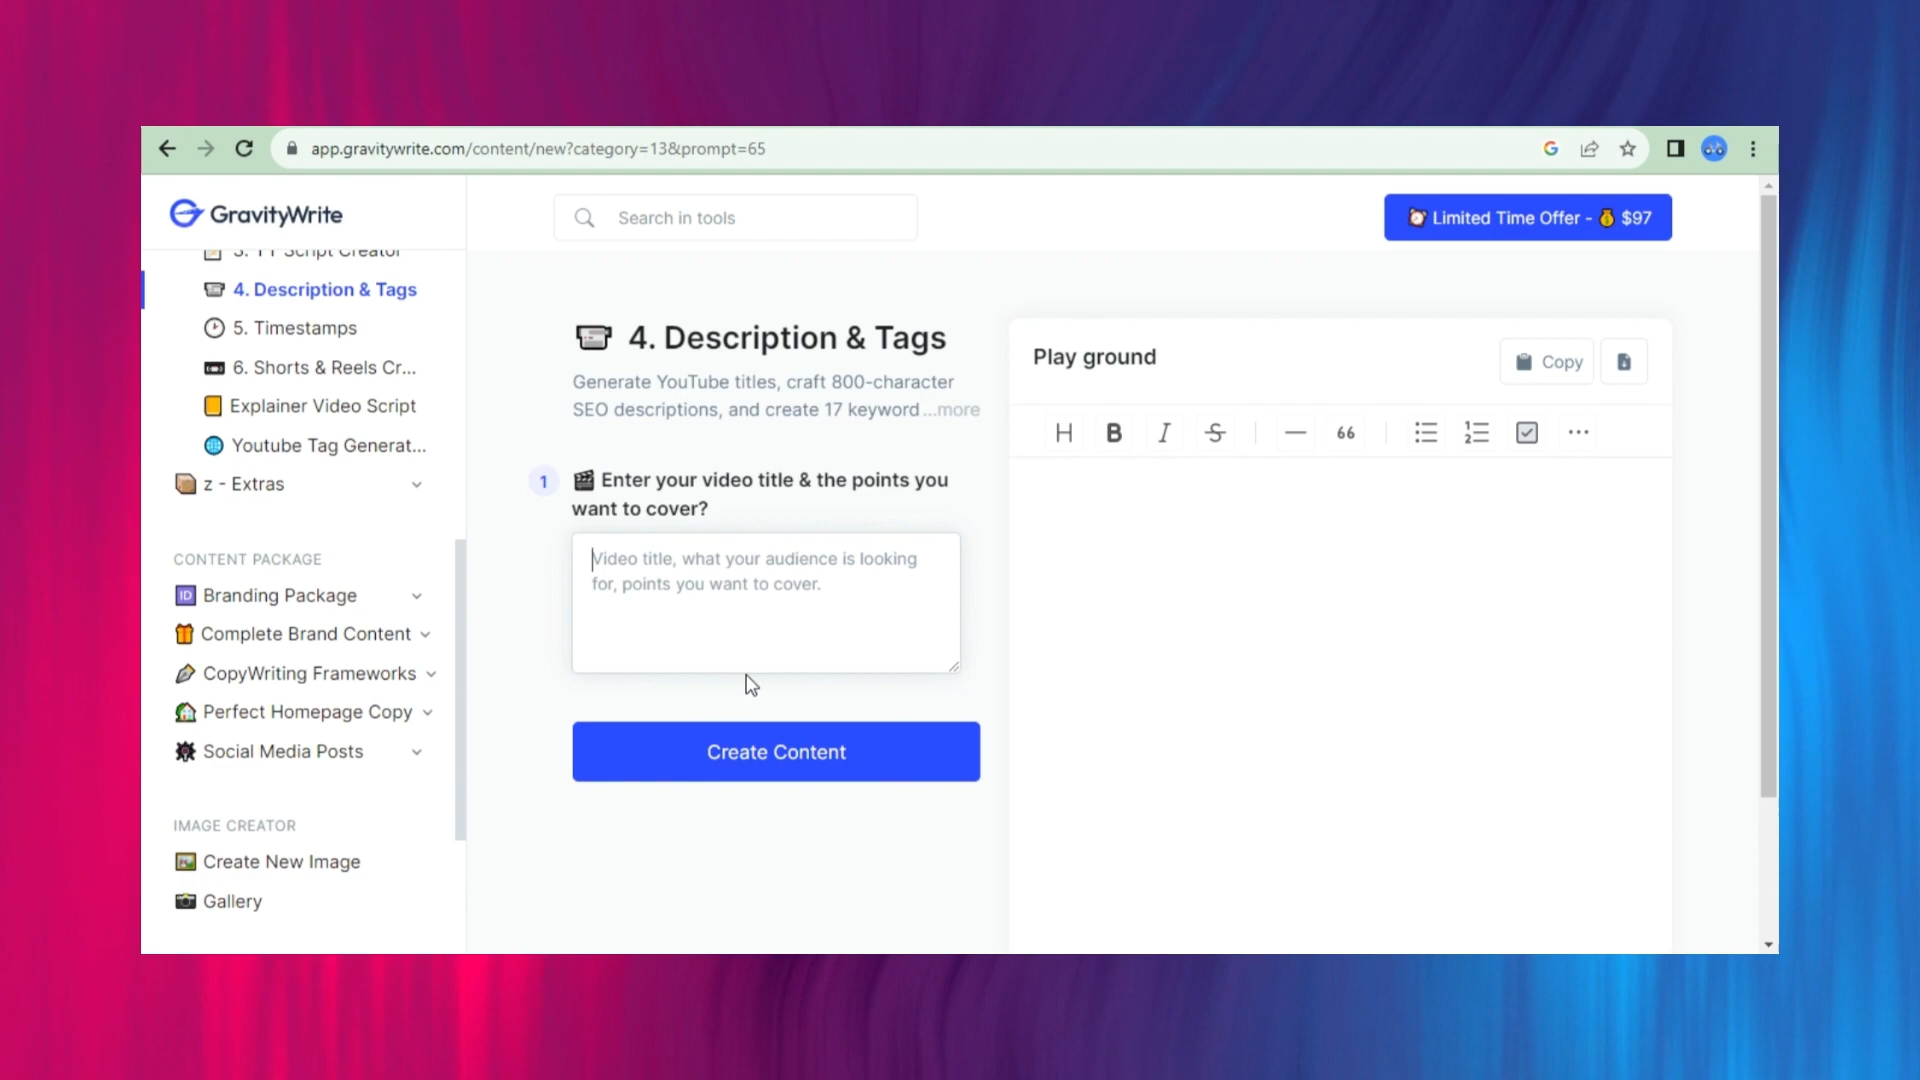 app.gravitywrite.com/content/new?category=13&prompt=65
GravityWrite
Search in tools
Limited Time Offer - $97
3. YT Script Creator
4. Description & Tags
5. Timestamps
6. Shorts & Reels Cr...
Explainer Video Script
Youtube Tag Generat...
z - Extras
CONTENT PACKAGE
ID Branding Package
Complete Brand Content
CopyWriting Frameworks
Perfect Homepage Copy
Social Media Posts
IMAGE CREATOR
Create New Image
Gallery
4. Description & Tags
Generate YouTube titles, craft 800-character
SEO descriptions, and create 17 keyword ...more
1 Enter your video title & the points you
want to cover?
Video title, what your audience is looking
for, points you want to cover.
Create Content
Play ground
Copy
H B I S